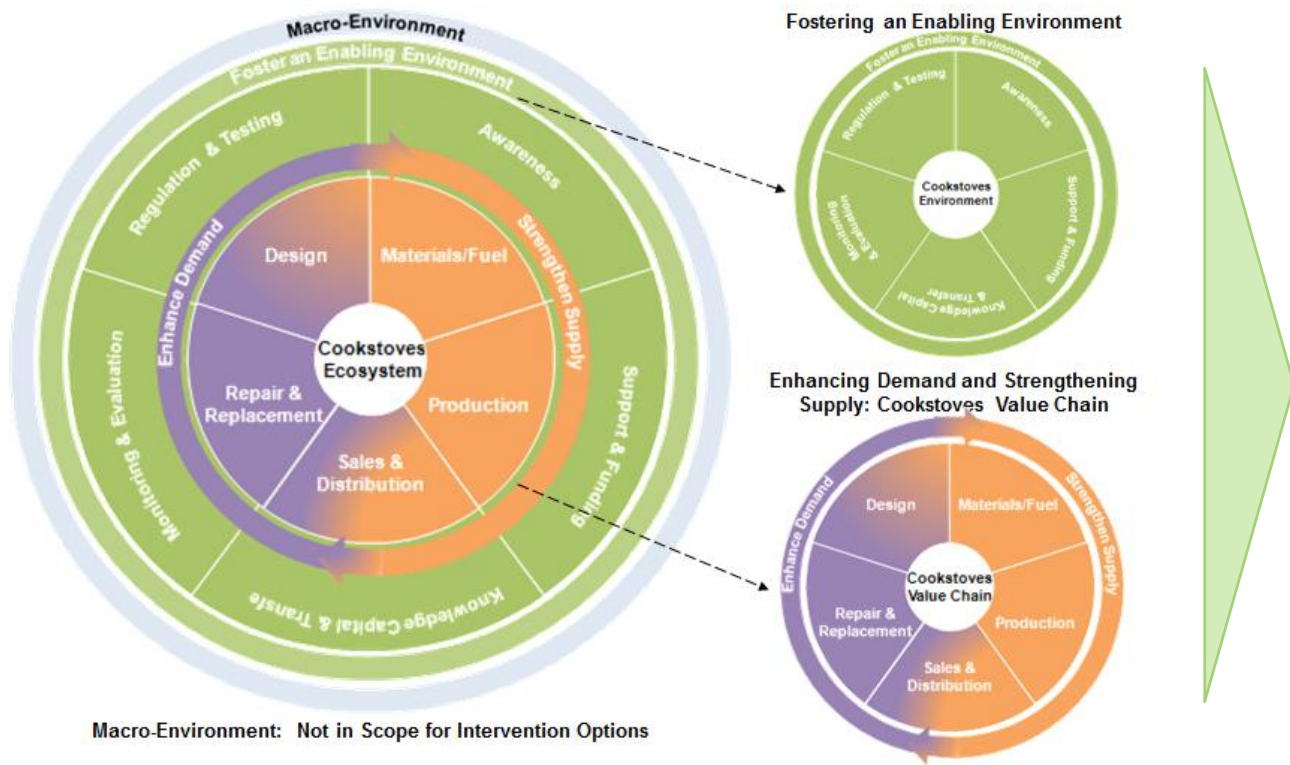 Macro-Environment
Foster an Enabling Environment
Regulation & Testing
Awareness
Support & Funding
Knowledge Capital & Transfe
Monitoring & Evaluation
Enhance Demand
Strengthen Supply
Design
Materials/Fuel
Production
Sales &
Distribution
Repair &
Replacement
Cookstoves
Ecosystem
Macro-Environment: Not in Scope for Intervention Options
Fostering an Enabling Environment
Foster an Enabling Environment
Regulation & Testing
Awareness
Support & Funding
Knowledge Capital
& Transfer
Monitoring
& Evaluation
Cookstoves
Environment
Enhancing Demand and Strengthening
Supply: Cookstoves Value Chain
Enhance Demand
Strengthen Supply
Design
Materials/Fuel
Production
Sales &
Distribution
Repair &
Replacement
Cookstoves
Value Chain